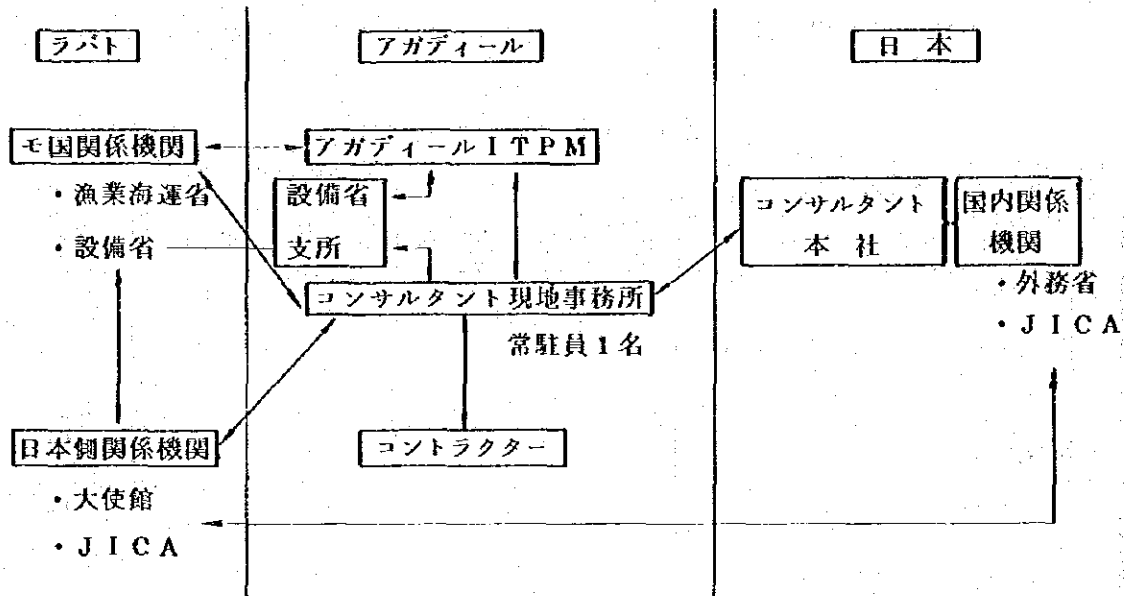 ラバト
アガディール
日本
モ国関係機関
・漁業海運省
・設備省
アガディールITPM
設備省
支所
コンサルタント現地事務所
常駐員1名
コントラクター
日本側関係機関
・大使館
・JICA
コンサルタント
本社
国内関係
機関
・外務省
・JICA